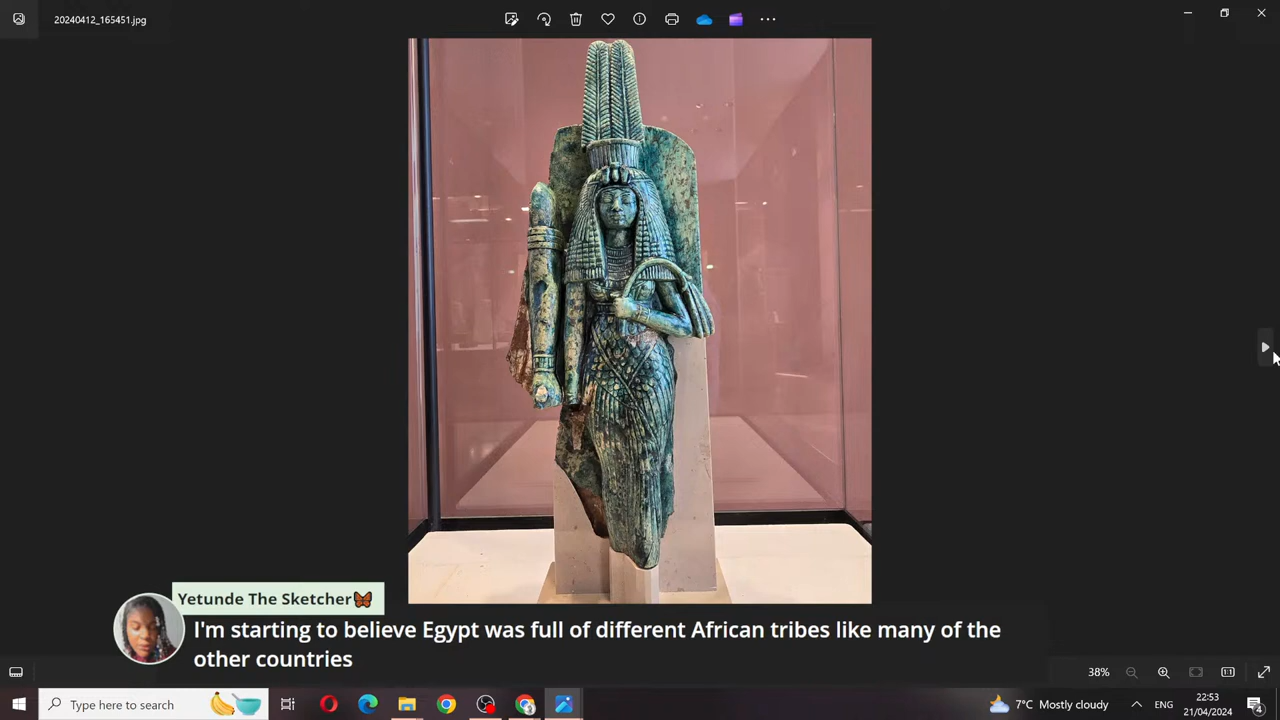 20240412_165451.jpg
Yetunde The Sketcher🦋
I'm starting to believe Egypt was full of different African tribes like many of the
other countries
38%
Type here to search
7°C Mostly cloudy
ENG
22:53
21/04/2024
4